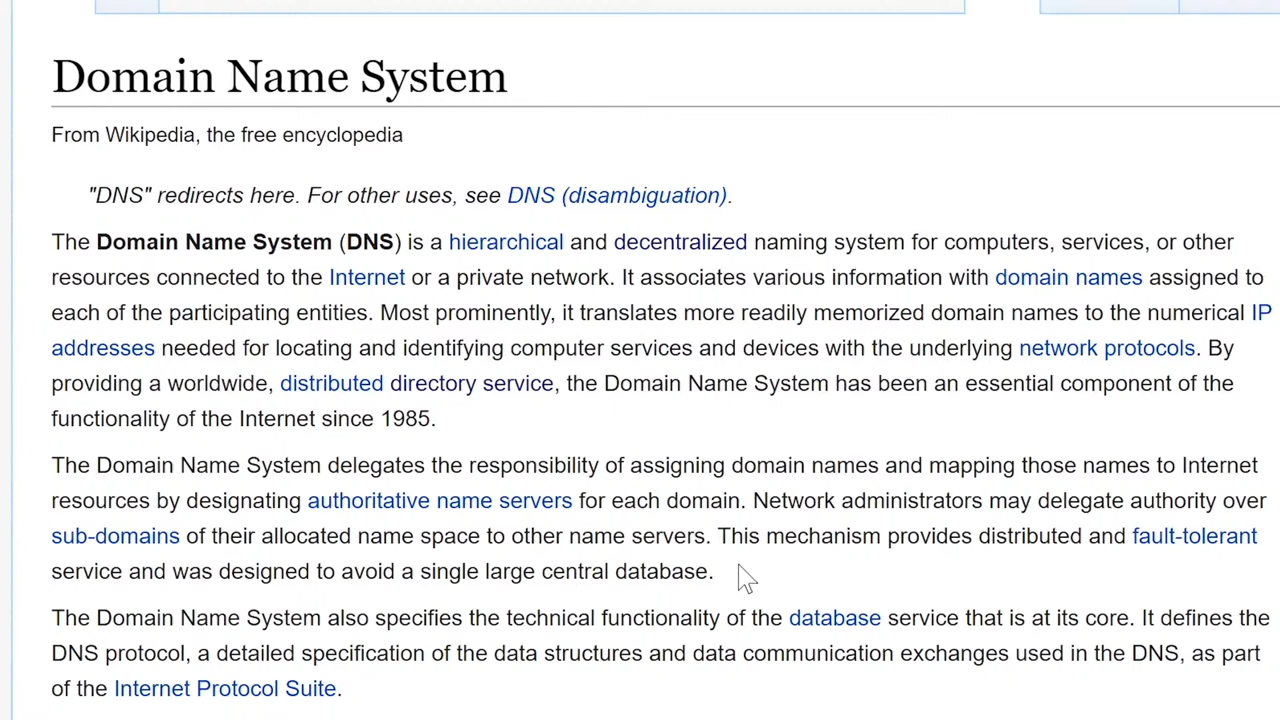 Domain Name System
From Wikipedia, the free encyclopedia
"DNS" redirects here. For other uses, see DNS (disambiguation).
The Domain Name System (DNS) is a hierarchical and decentralized naming system for computers, services, or other
resources connected to the Internet or a private network. It associates various information with domain names assigned to
each of the participating entities. Most prominently, it translates more readily memorized domain names to the numerical IP
addresses needed for locating and identifying computer services and devices with the underlying network protocols. By
providing a worldwide, distributed directory service, the Domain Name System has been an essential component of the
functionality of the Internet since 1985.
The Domain Name System delegates the responsibility of assigning domain names and mapping those names to Internet
resources by designating authoritative name servers for each domain. Network administrators may delegate authority over
sub-domains of their allocated name space to other name servers. This mechanism provides distributed and fault-tolerant
service and was designed to avoid a single large central database.
The Domain Name System also specifies the technical functionality of the database service that is at its core. It defines the
DNS protocol, a detailed specification of the data structures and data communication exchanges used in the DNS, as part
of the Internet Protocol Suite.